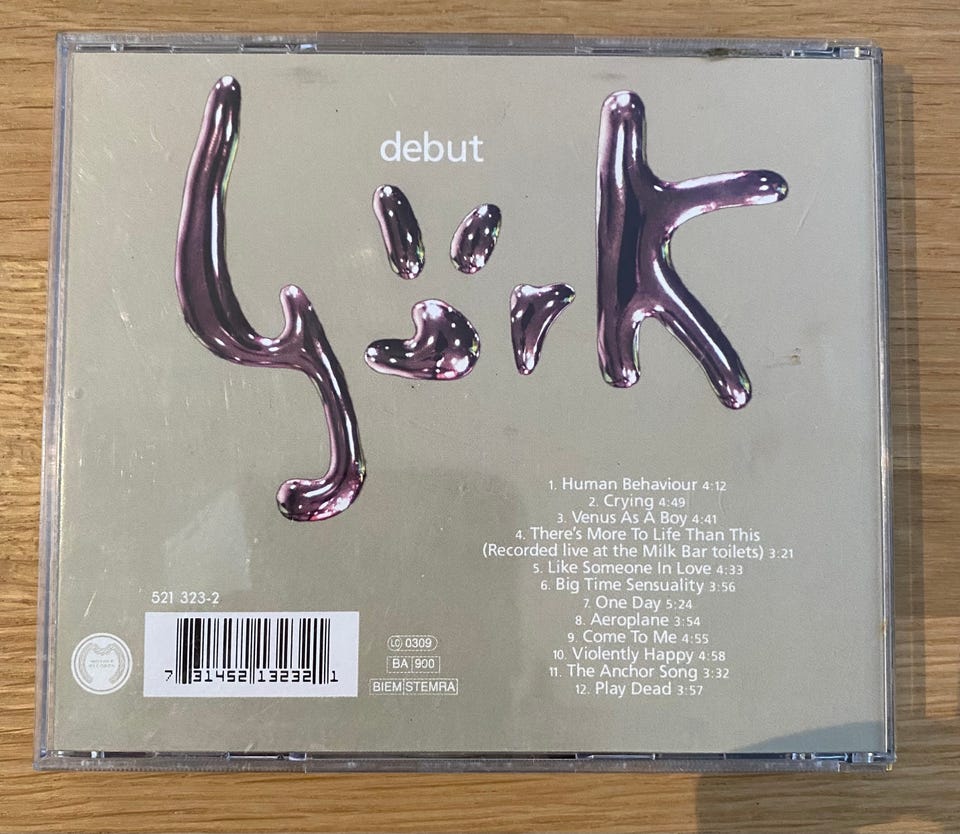 debut
björk
1. Human Behaviour 4:12
2. Crying 4:49
3. Venus As A Boy 4:41
4. There's More To Life Than This
(Recorded live at the Milk Bar toilets) 3:21
5. Like Someone In Love 4:33
6. Big Time Sensuality 3:56
7. One Day 5:24
8. Aeroplane 3:54
9. Come To Me 4:55
10. Violently Happy 4:58
11. The Anchor Song 3:32
12. Play Dead 3:57
521 323-2
7 31452 13232 1
MOTHER
RECORDS
LC 0309
BA 900
BIEM STEMRA